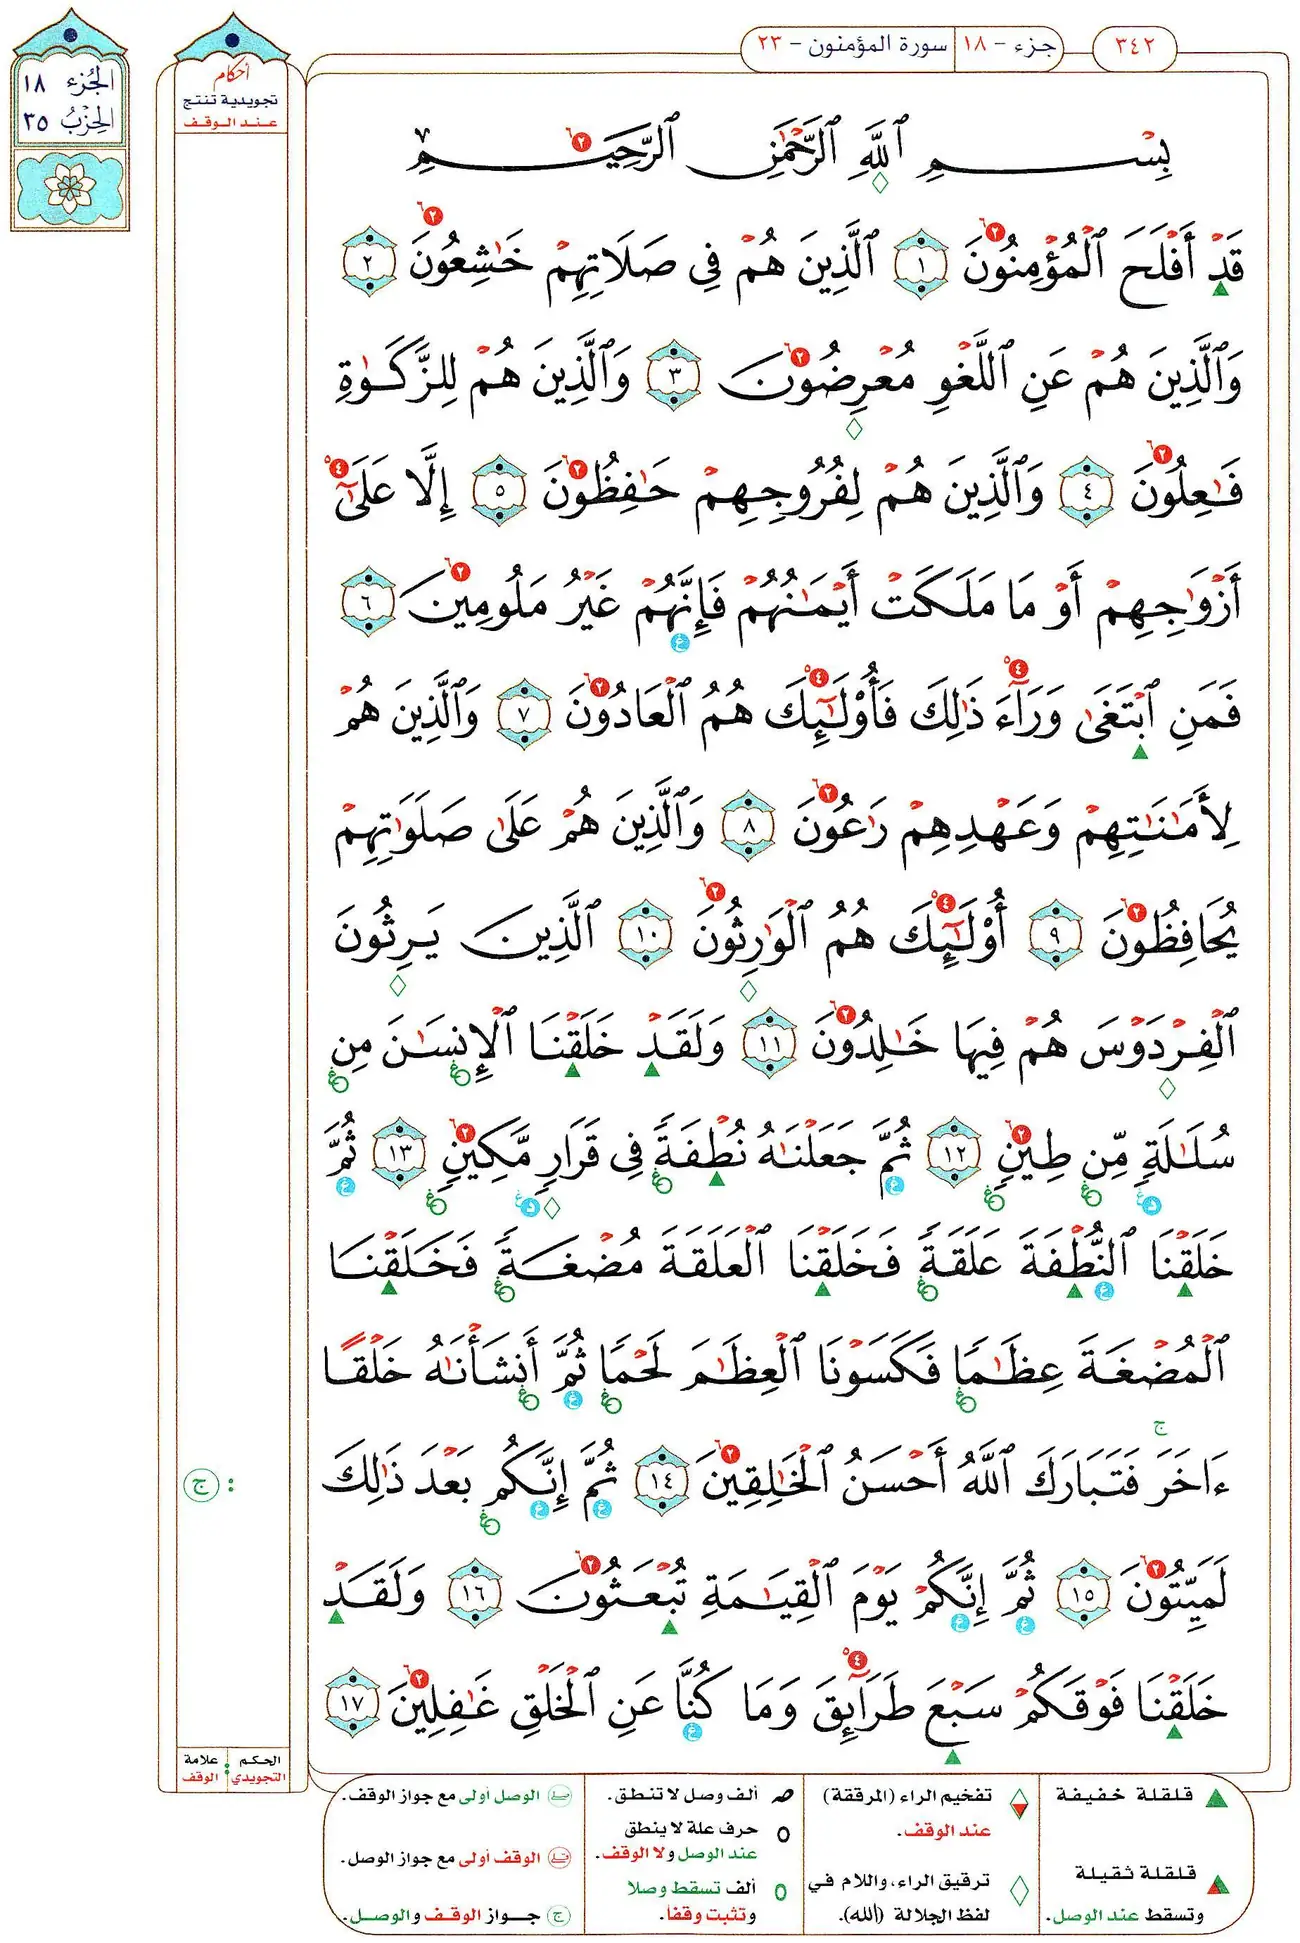 ٣٤٢
جزء - ١٨ سورة المؤمنون - ٢٣
الجُزء ١٨
الحِزبُ ٣٥
أحكام
تجويدية تنتج
عند الوقف
بِسْمِ ٱللَّهِ ٱلرَّحْمَٰنِ ٱلرَّحِيمِ
قَدْ أَفْلَحَ ٱلْمُؤْمِنُونَ ١ ٱلَّذِينَ هُمْ فِى صَلَاتِهِمْ خَٰشِعُونَ ٢
وَٱلَّذِينَ هُمْ عَنِ ٱللَّغْوِ مُعْرِضُونَ ٣ وَٱلَّذِينَ هُمْ لِلزَّكَوٰةِ
فَٰعِلُونَ ٤ وَٱلَّذِينَ هُمْ لِفُرُوجِهِمْ حَٰفِظُونَ ٥ إِلَّا عَلَىٰٓ
أَزْوَٰجِهِمْ أَوْ مَا مَلَكَتْ أَيْمَٰنُهُمْ فَإِنَّهُمْ غَيْرُ مَلُومِينَ ٦
فَمَنِ ٱبْتَغَىٰ وَرَآءَ ذَٰلِكَ فَأُو۟لَٰٓئِكَ هُمُ ٱلْعَادُونَ ٧ وَٱلَّذِينَ هُمْ
لِأَمَٰنَٰتِهِمْ وَعَهْدِهِمْ رَٰعُونَ ٨ وَٱلَّذِينَ هُمْ عَلَىٰ صَلَوَٰتِهِمْ
يُحَافِظُونَ ٩ أُو۟لَٰٓئِكَ هُمُ ٱلْوَٰرِثُونَ ١٠ ٱلَّذِينَ يَرِثُونَ
ٱلْفِرْدَوْسَ هُمْ فِيهَا خَٰلِدُونَ ١١ وَلَقَدْ خَلَقْنَا ٱلْإِنسَٰنَ مِن
سُلَٰلَةٍ مِّن طِينٍ ١٢ ثُمَّ جَعَلْنَٰهُ نُطْفَةً فِى قَرَارٍ مَّكِينٍ ١٣ ثُمَّ
خَلَقْنَا ٱلنُّطْفَةَ عَلَقَةً فَخَلَقْنَا ٱلْعَلَقَةَ مُضْغَةً فَخَلَقْنَا
ٱلْمُضْغَةَ عِظَٰمًا فَكَسَوْنَا ٱلْعِظَٰمَ لَحْمًا ثُمَّ أَنشَأْنَٰهُ خَلْقًا
ءَاخَرَ ج فَتَبَارَكَ ٱللَّهُ أَحْسَنُ ٱلْخَٰلِقِينَ ١٤ ثُمَّ إِنَّكُم بَعْدَ ذَٰلِكَ
: ج
لَمَيِّتُونَ ١٥ ثُمَّ إِنَّكُمْ يَوْمَ ٱلْقِيَٰمَةِ تُبْعَثُونَ ١٦ وَلَقَدْ
خَلَقْنَا فَوْقَكُمْ سَبْعَ طَرَآئِقَ وَمَا كُنَّا عَنِ ٱلْخَلْقِ غَٰفِلِينَ ١٧
الحكم التجويدي : علامة الوقف
قلقلة خفيفة
قلقلة ثقيلة
وتسقط عند الوصل.
تفخيم الراء (المرققة)
عند الوقف.
ترقيق الراء، واللام في
لفظ الجلالة (الله).
ألف وصل لا تنطق.
حرف علة لا ينطق
عند الوصل ولا الوقف.
ألف تسقط وصلا
وتثبت وقفا.
صلى الوصل أولى مع جواز الوقف.
قلى الوقف أولى مع جواز الوصل.
ج جواز الوقف والوصل.